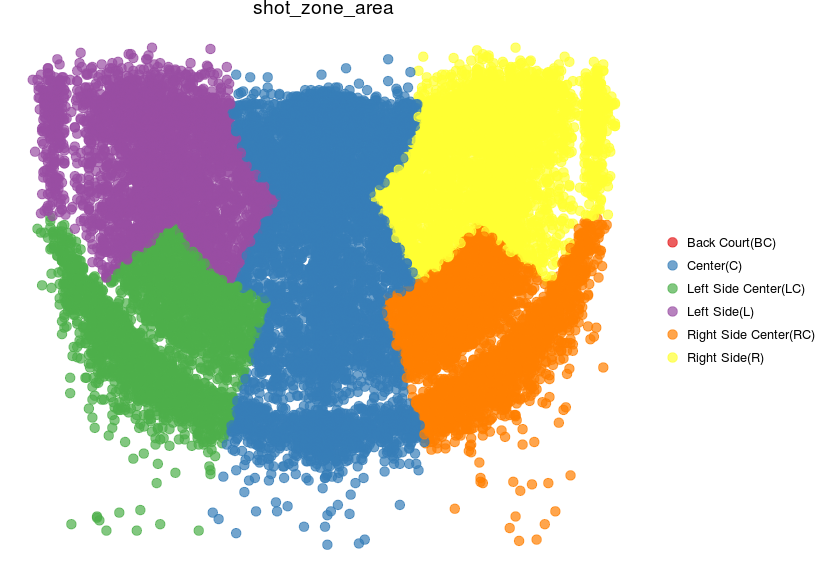 shot_zone_area
Back Court(BC)
Center(C)
Left Side Center(LC)
Left Side(L)
Right Side Center(RC)
Right Side(R)